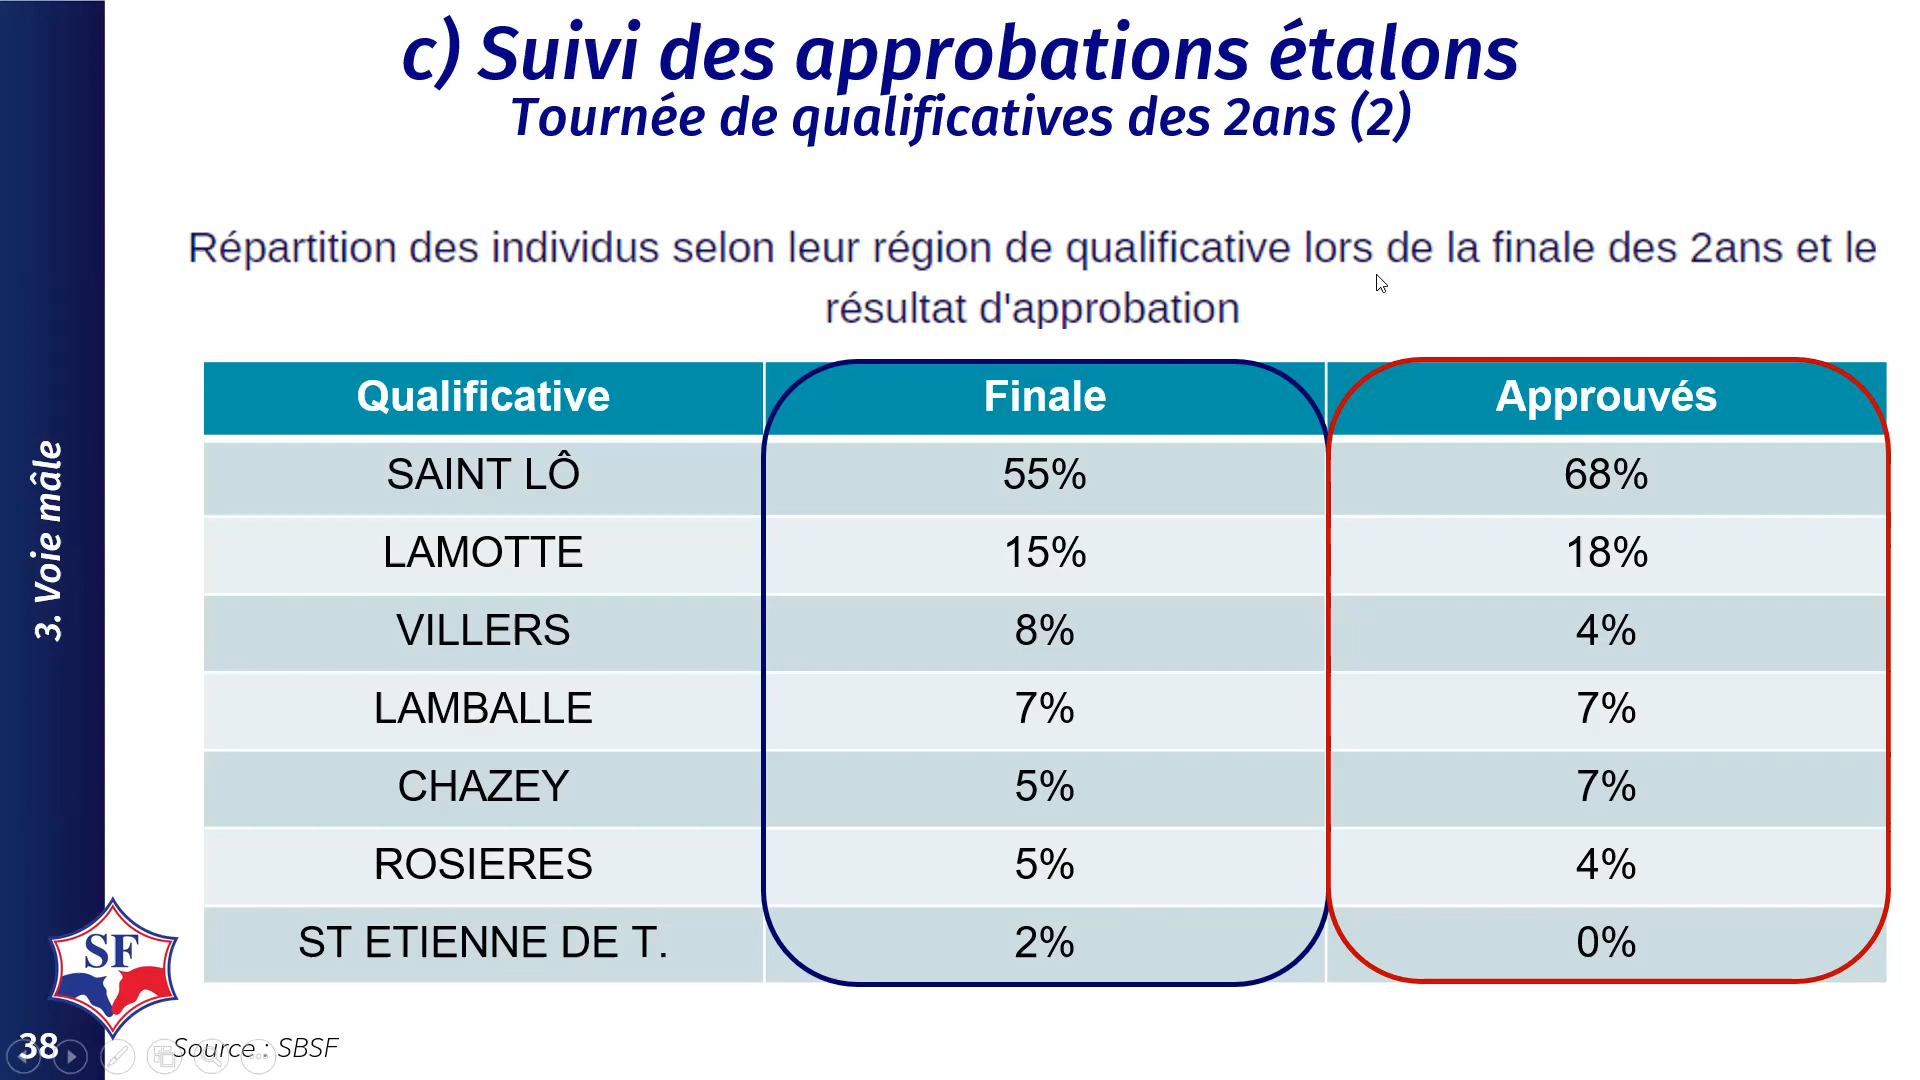 c) Suivi des approbations étalons
Tournée de qualificatives des 2ans (2)
Répartition des individus selon leur région de qualificative lors de la finale des 2ans et le
résultat d'approbation
Qualificative Finale Approuvés
SAINT LÔ 55% 68%
LAMOTTE 15% 18%
VILLERS 8% 4%
LAMBALLE 7% 7%
CHAZEY 5% 7%
ROSIERES 5% 4%
ST ETIENNE DE T. 2% 0%
3. Voie mâle
SF
38
Source : SBSF